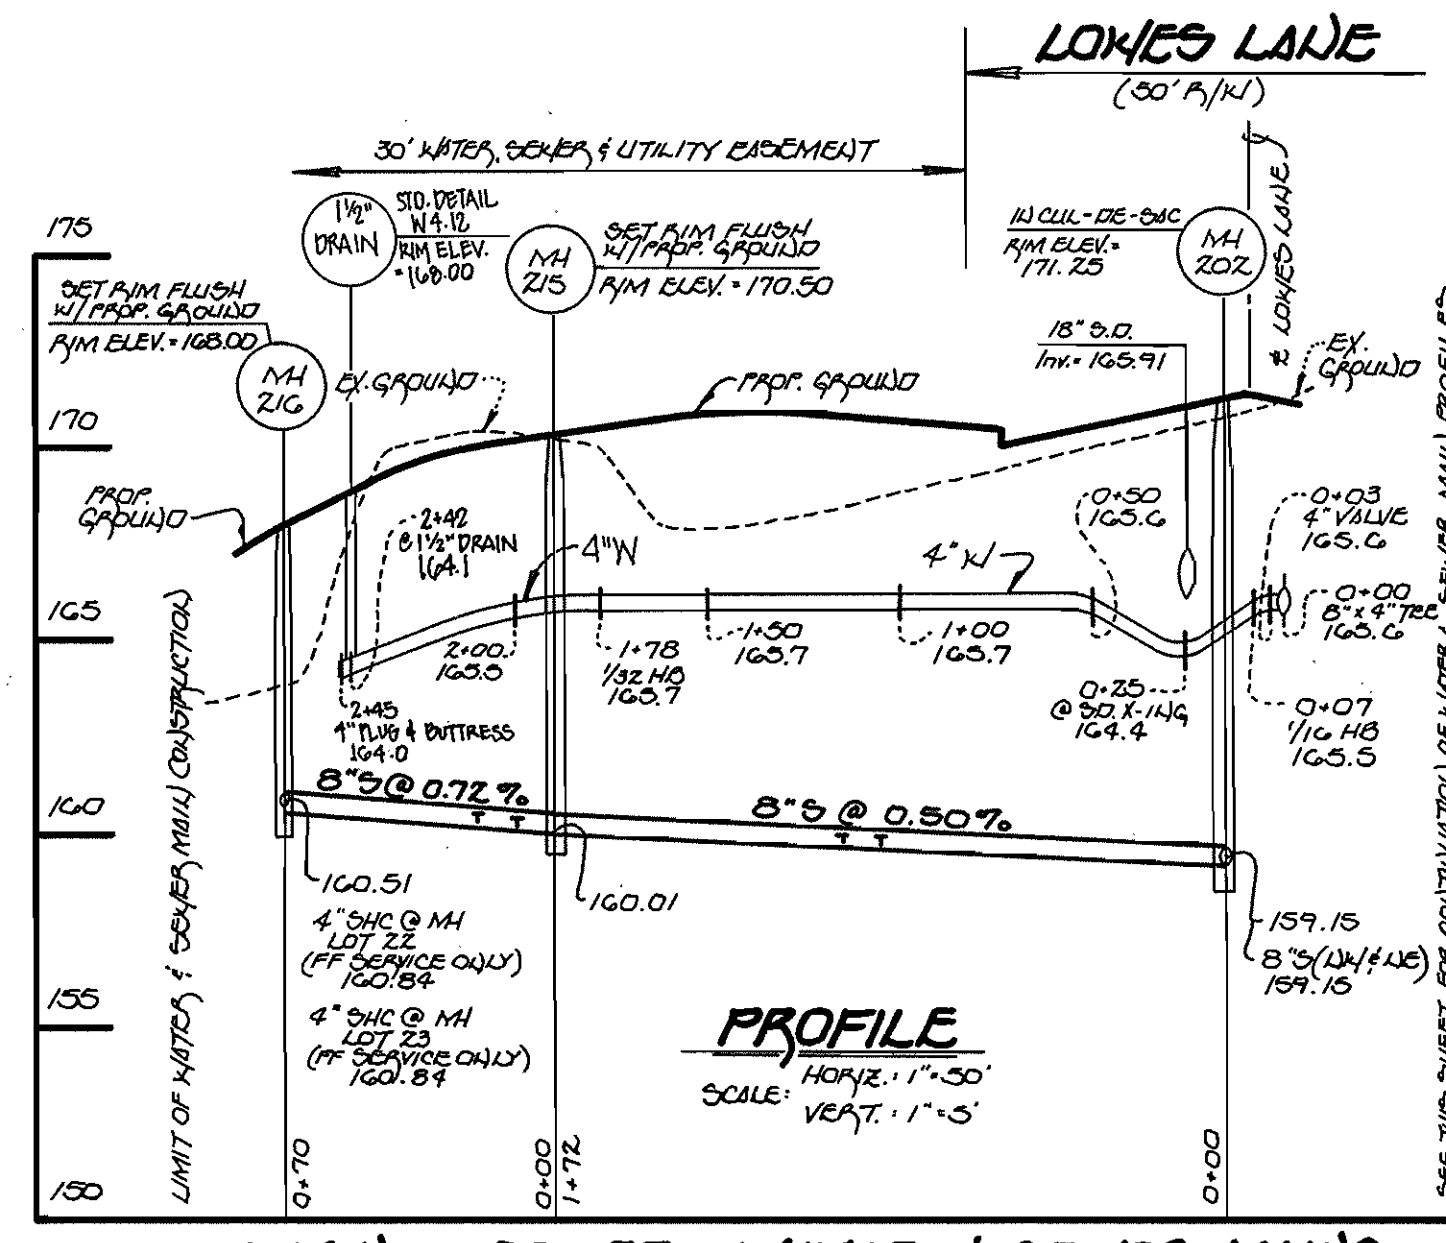 LOWES LANE
(50' R/W)
30' WATER, SEWER & UTILITY EASEMENT
175
1½" DRAIN
STD. DETAIL
W 4.12
RIM ELEV.
=168.00
MH
215
SET RIM FLUSH
W/PROP. GROUND
RIM ELEV. = 170.50
IN CUL-DE-SAC
RIM ELEV. =
171.25
MH
202
℄ LOWES LANE
SET RIM FLUSH
W/ PROP. GROUND
RIM ELEV. = 168.00
MH
216
EX. GROUND
PROP. GROUND
18" S.D.
Inv. = 165.91
EX.
GROUND
170
PROP.
GROUND
2+42
@ 1½" DRAIN
164.1
4"W
4" W
0+50
165.6
0+03
4" VALVE
165.6
165
0+00
8" x 4" TEE
165.6
2+00
165.5
1+78
1/32 HB
165.7
1+50
165.7
1+00
165.7
0+25
@ S.D. X-ING
164.4
0+07
1/16 HB
165.5
2+45
4" PLUG & BUTTRESS
164.0
LIMIT OF WATER & SEWER MAIN CONSTRUCTION
160
8"S @ 0.72 %
T T
8"S @ 0.50%
T T
160.51
160.01
4" SHC @ MH
LOT 22
(FF SERVICE ONLY)
160.84
159.15
8"S (NW & NE)
159.15
155
4" SHC @ MH
LOT 23
(FF SERVICE ONLY)
160.84
PROFILE
SCALE: HORIZ.: 1"=50'
VERT.: 1"=5'
150
0+70
0+00
1+72
0+00